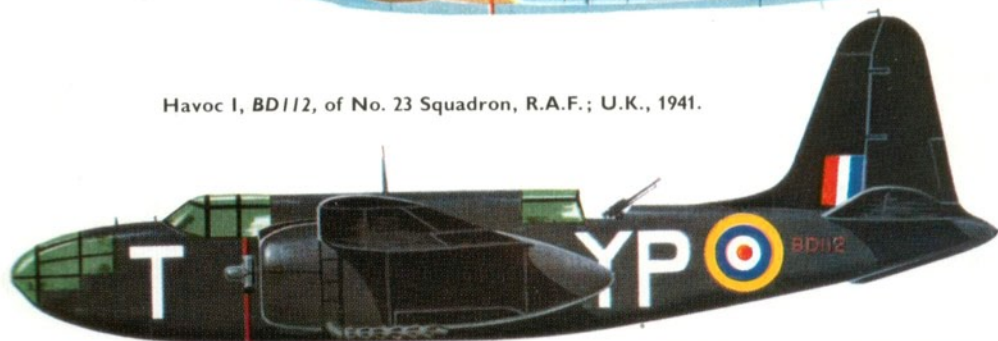 Havoc I, BD112, of No. 23 Squadron, R.A.F.; U.K., 1941.
T YP BD112